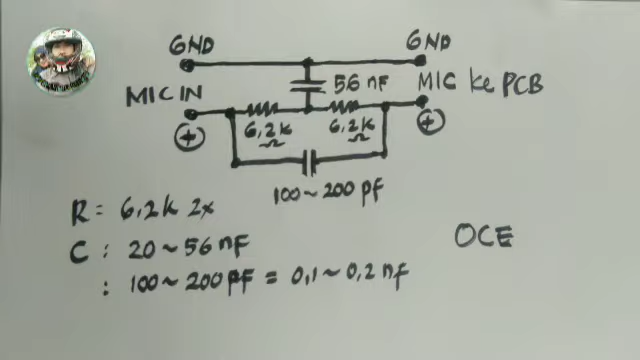 GND GND
56 nF
MIC IN MIC ke PCB
6,2k Ω 6,2k Ω
+ +
100~200 pf
R = 6,2k 2x
C : 20~56 nf
OCE
: 100~200 pf = 0,1~0,2 nf